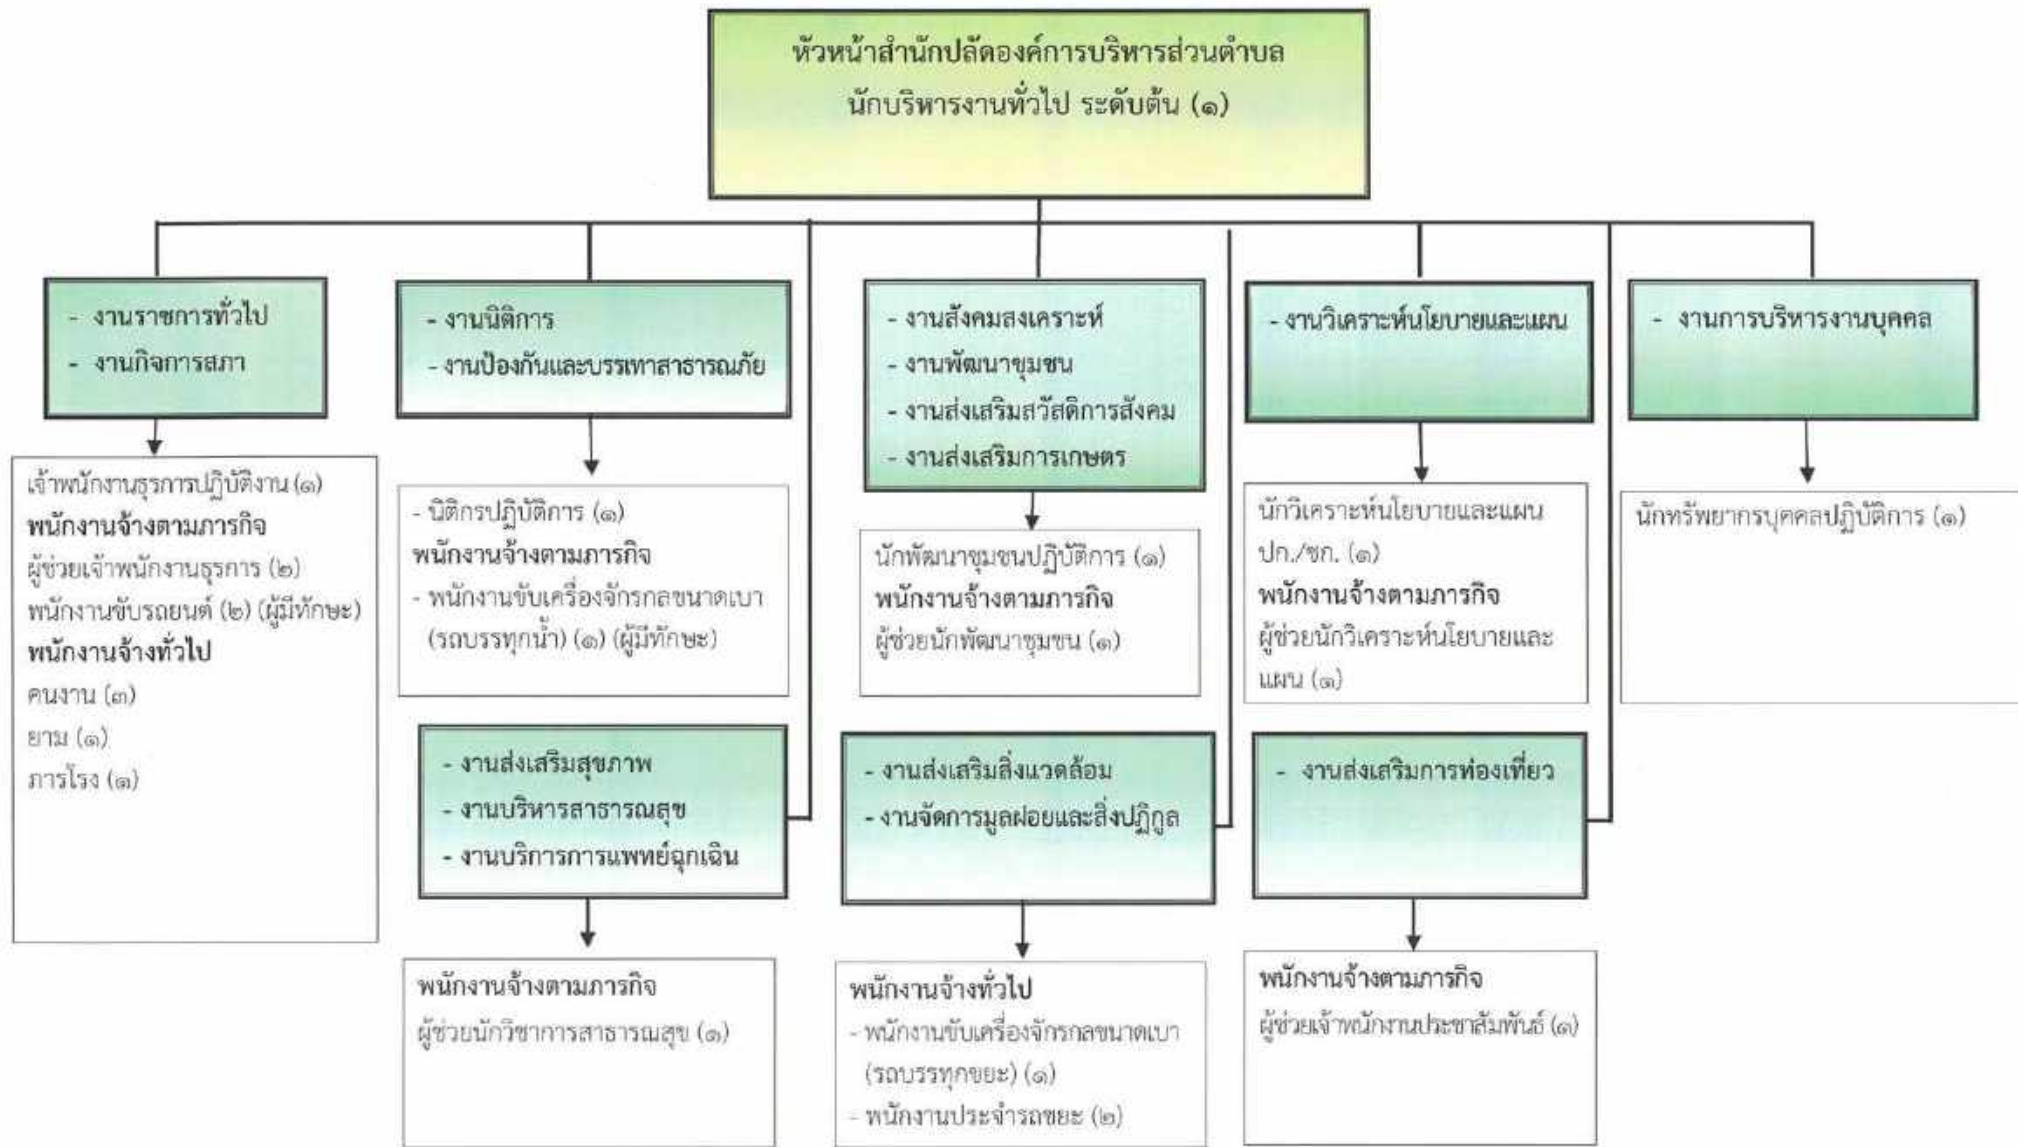 หัวหน้าสำนักปลัดองค์การบริหารส่วนตำบล
นักบริหารงานทั่วไป ระดับต้น (๑)
- งานราชการทั่วไป
- งานกิจการสภา
- งานนิติการ
- งานป้องกันและบรรเทาสาธารณภัย
- งานสังคมสงเคราะห์
- งานพัฒนาชุมชน
- งานส่งเสริมสวัสดิการสังคม
- งานส่งเสริมการเกษตร
- งานวิเคราะห์นโยบายและแผน
- งานการบริหารงานบุคคล
เจ้าพนักงานธุรการปฏิบัติงาน (๑)
พนักงานจ้างตามภารกิจ
ผู้ช่วยเจ้าพนักงานธุรการ (๒)
พนักงานขับรถยนต์ (๒) (ผู้มีทักษะ)
พนักงานจ้างทั่วไป
คนงาน (๓)
ยาม (๑)
ภารโรง (๑)
- นิติกรปฏิบัติการ (๑)
พนักงานจ้างตามภารกิจ
- พนักงานขับเครื่องจักรกลขนาดเบา
(รถบรรทุกน้ำ) (๑) (ผู้มีทักษะ)
นักพัฒนาชุมชนปฏิบัติการ (๑)
พนักงานจ้างตามภารกิจ
ผู้ช่วยนักพัฒนาชุมชน (๑)
นักวิเคราะห์นโยบายและแผน
ปก./ชก. (๑)
พนักงานจ้างตามภารกิจ
ผู้ช่วยนักวิเคราะห์นโยบายและ
แผน (๑)
นักทรัพยากรบุคคลปฏิบัติการ (๑)
- งานส่งเสริมสุขภาพ
- งานบริหารสาธารณสุข
- งานบริการการแพทย์ฉุกเฉิน
- งานส่งเสริมสิ่งแวดล้อม
- งานจัดการมูลฝอยและสิ่งปฏิกูล
- งานส่งเสริมการท่องเที่ยว
พนักงานจ้างตามภารกิจ
ผู้ช่วยนักวิชาการสาธารณสุข (๑)
พนักงานจ้างทั่วไป
- พนักงานขับเครื่องจักรกลขนาดเบา
(รถบรรทุกขยะ) (๑)
- พนักงานประจำรถขยะ (๒)
พนักงานจ้างตามภารกิจ
ผู้ช่วยเจ้าพนักงานประชาสัมพันธ์ (๑)